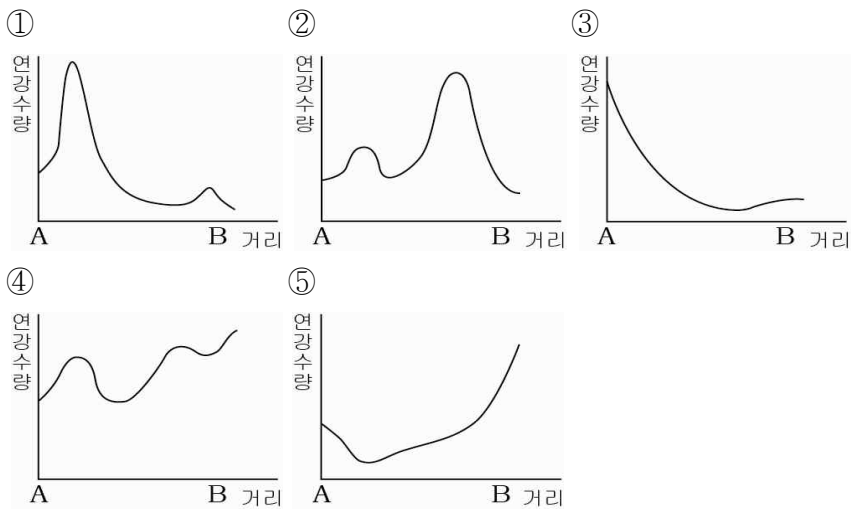 ① ② ③
연강수량 연강수량 연강수량
A B 거리 A B 거리 A B 거리
④ ⑤
연강수량 연강수량
A B 거리 A B 거리